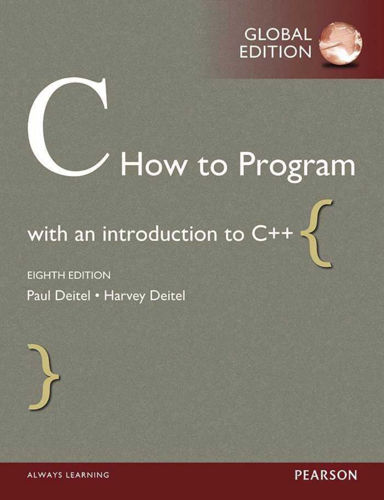 GLOBAL
EDITION
C How to Program
with an introduction to C++ {
EIGHTH EDITION
Paul Deitel • Harvey Deitel
}
ALWAYS LEARNING
PEARSON